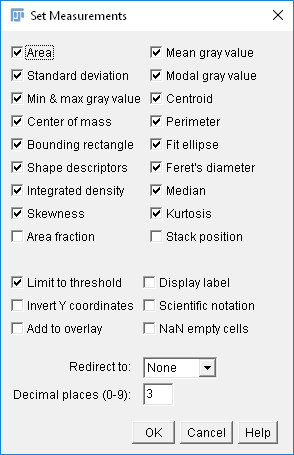 Set Measurements
Area Mean gray value
Standard deviation Modal gray value
Min & max gray value Centroid
Center of mass Perimeter
Bounding rectangle Fit ellipse
Shape descriptors Feret's diameter
Integrated density Median
Skewness Kurtosis
Area fraction Stack position
Limit to threshold Display label
Invert Y coordinates Scientific notation
Add to overlay NaN empty cells
Redirect to: None
Decimal places (0-9): 3
OK Cancel Help